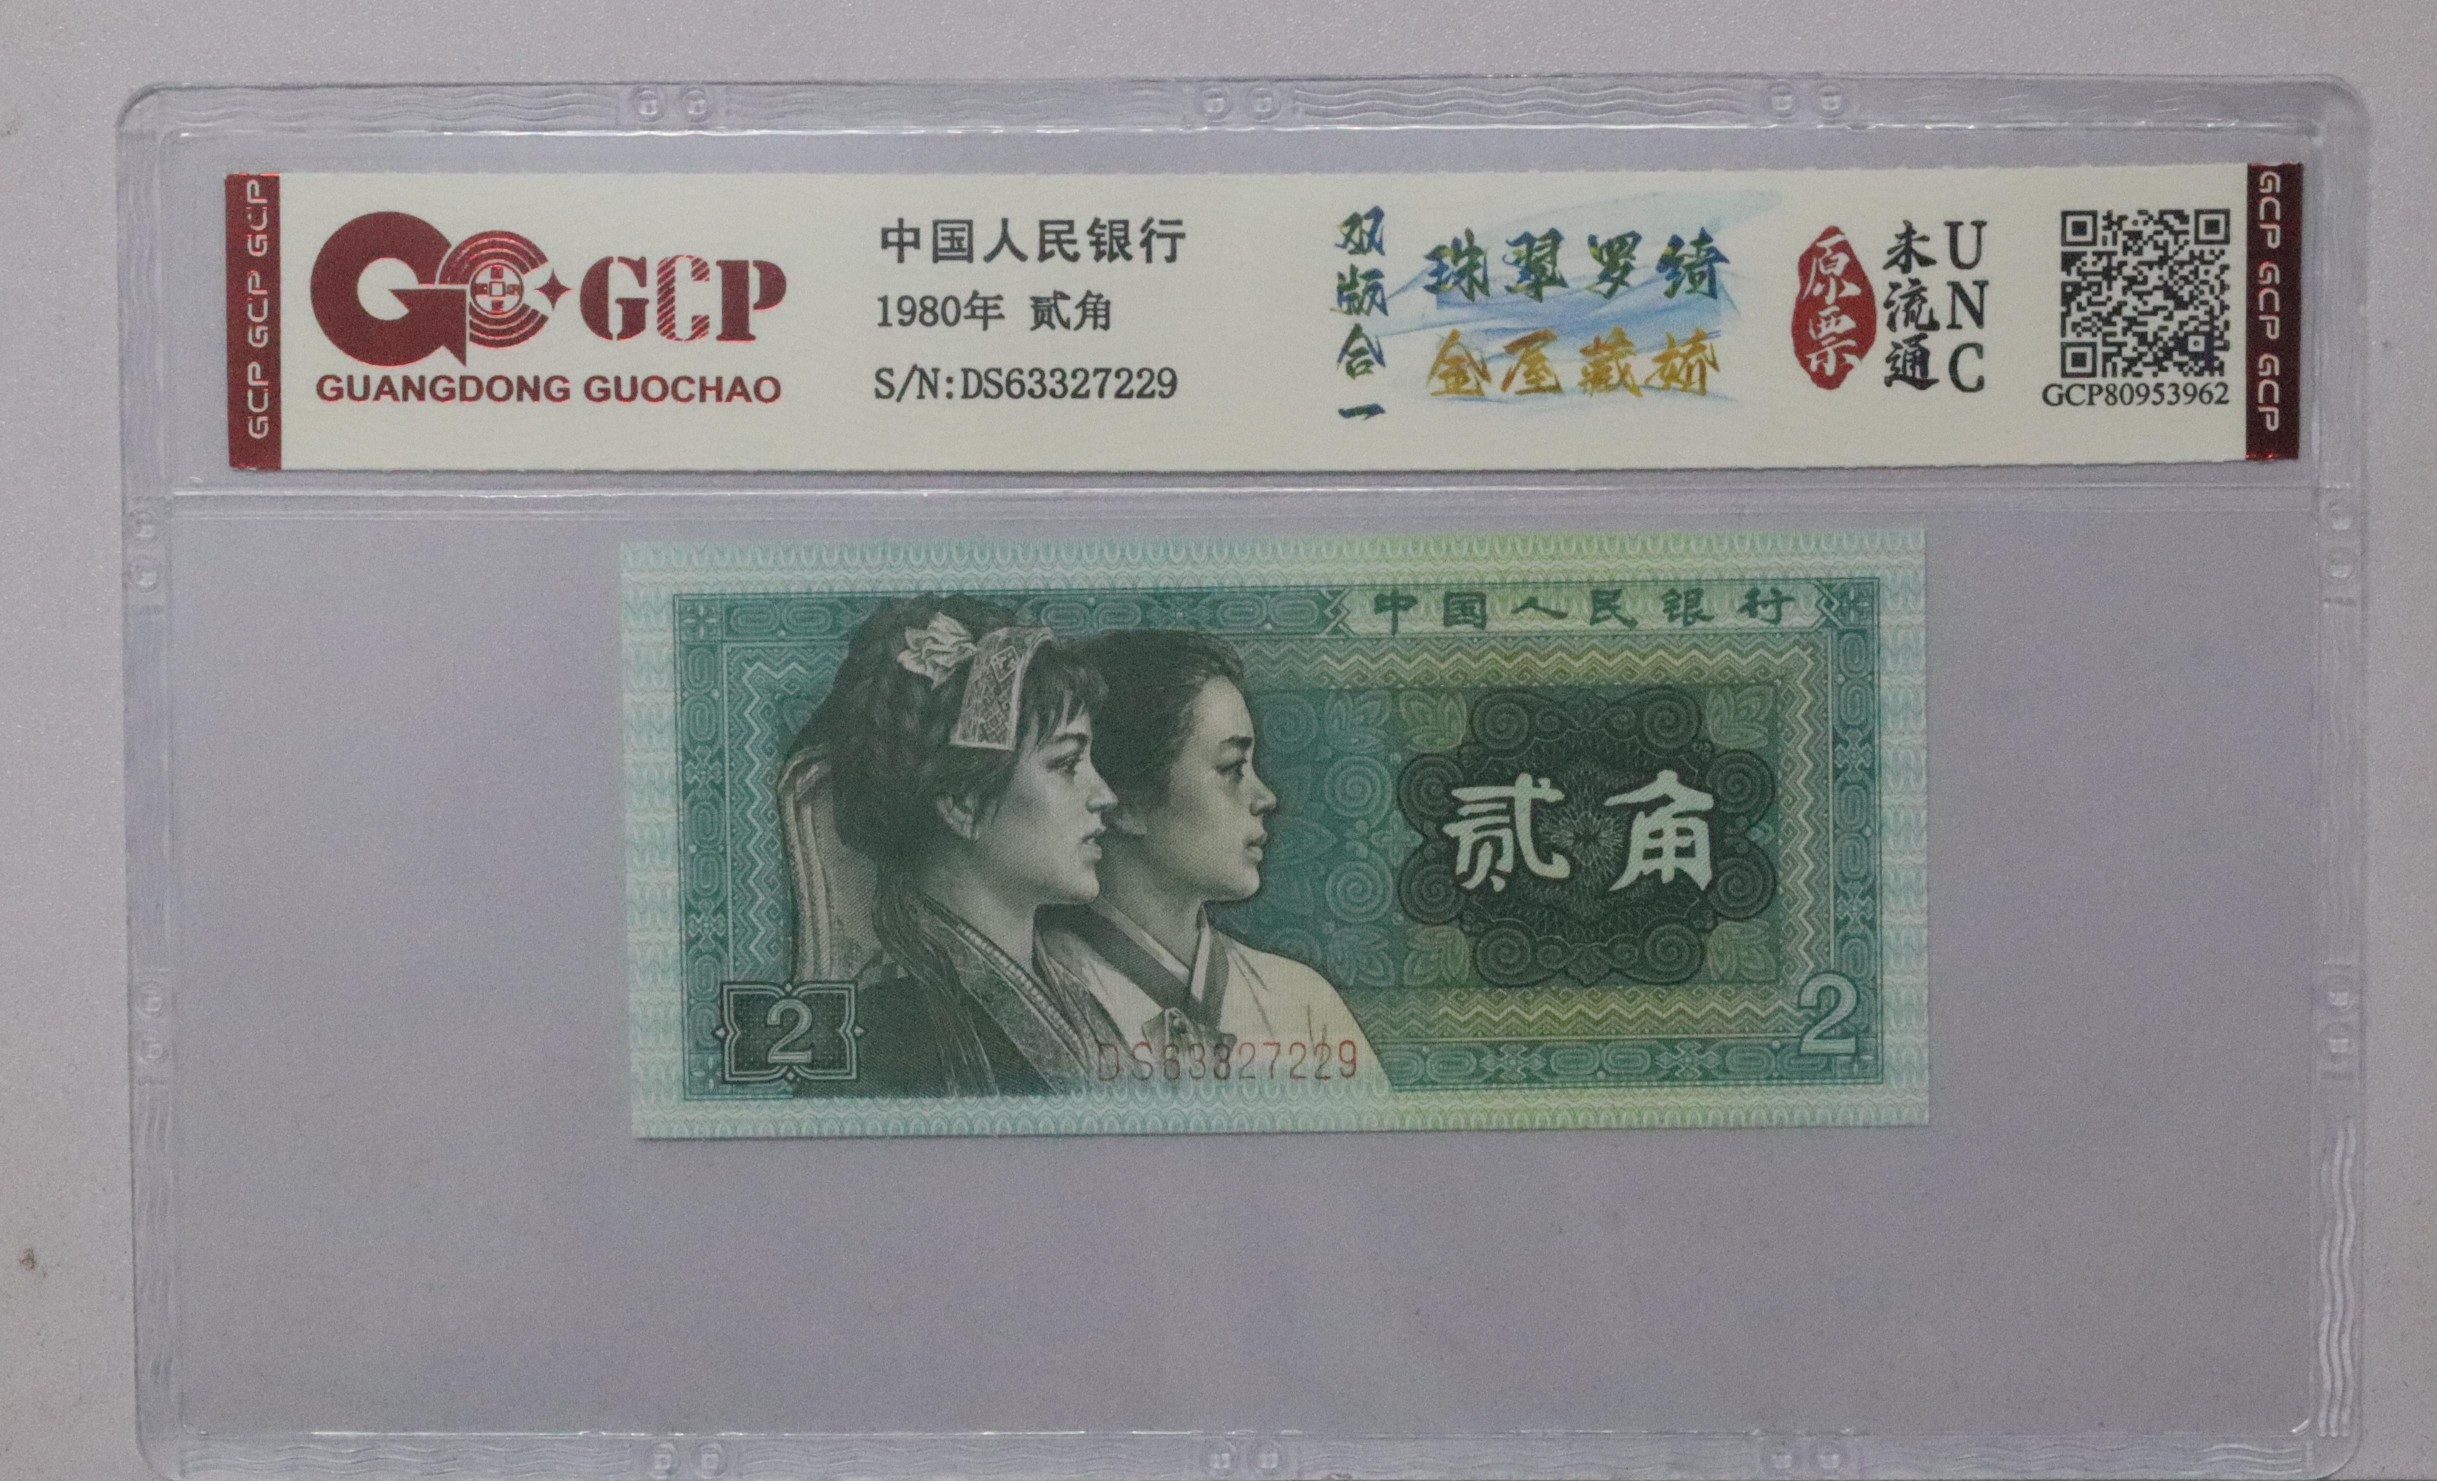 GCP GCP GCP
GCP
GUANGDONG GUOCHAO
中国人民银行
1980年 贰角
S/N:DS63327229
双版合一
珠翠罗绮
金屋藏娇
原票
未流通
UNC
GCP80953962
GCP GCP GCP
中国人民银行
贰角
2
2
DS63327229